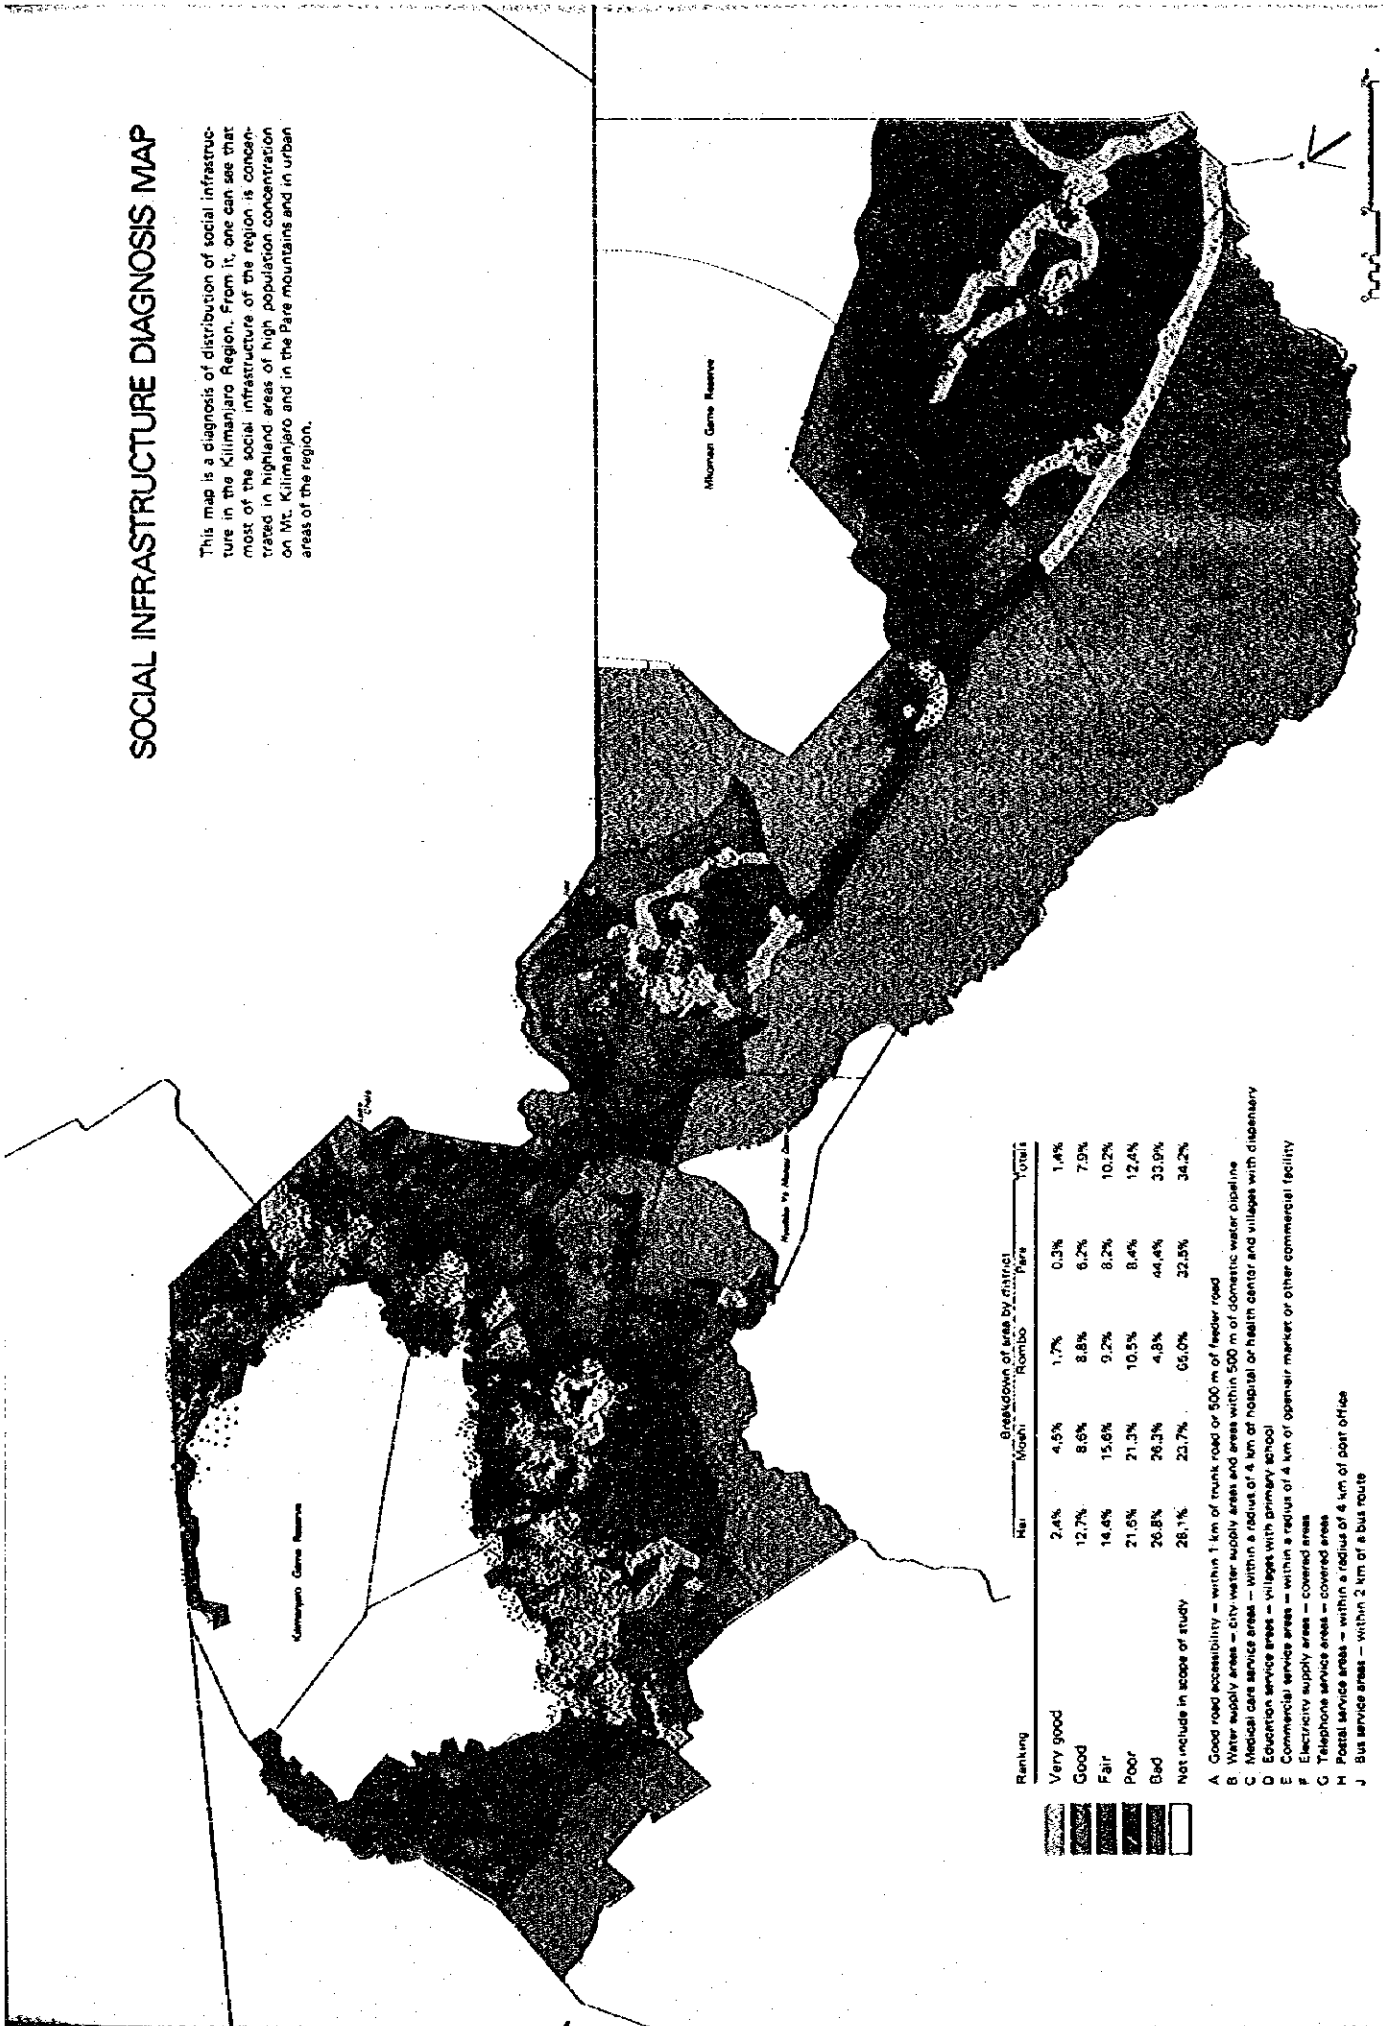 SOCIAL INFRASTRUCTURE DIAGNOSIS MAP
This map is a diagnosis of distribution of social infrastruc-
ture in the Kilimanjaro Region. From it, one can see that
most of the social infrastructure of the region is concen-
trated in highland areas of high population concentration
on Mt. Kilimanjaro and in the Pare mountains and in urban
areas of the region.
Mkomazi Game Reserve
Lake
Chala
Kilimanjaro Game Reserve
Breakdown of area by district
Ranking Hai Moshi Rombo Pare Totals
Very good 2.4% 4.5% 1.7% 0.3% 1.4%
Good 12.7% 8.6% 8.8% 6.2% 7.9%
Fair 14.4% 15.6% 9.2% 8.2% 10.2%
Poor 21.6% 21.3% 10.5% 8.4% 12.4%
Bad 26.8% 26.3% 4.8% 44.4% 33.9%
Not include in scope of study 28.1% 23.7% 65.0% 32.5% 34.2%
A Good road accessibility — within 1 km of trunk road or 500 m of feeder road
B Water supply areas — city water supply areas and areas within 500 m of domestic water pipeline
C Medical care service areas — within a radius of 4 km of hospital or health center and villages with dispensary
D Education service areas — villages with primary school
E Commercial service areas — within a radius of 4 km of open-air market or other commercial facility
F Electricity supply areas — covered areas
G Telephone service areas — covered areas
H Postal service areas — within a radius of 4 km of post office
J Bus service areas — within 2 km of a bus route